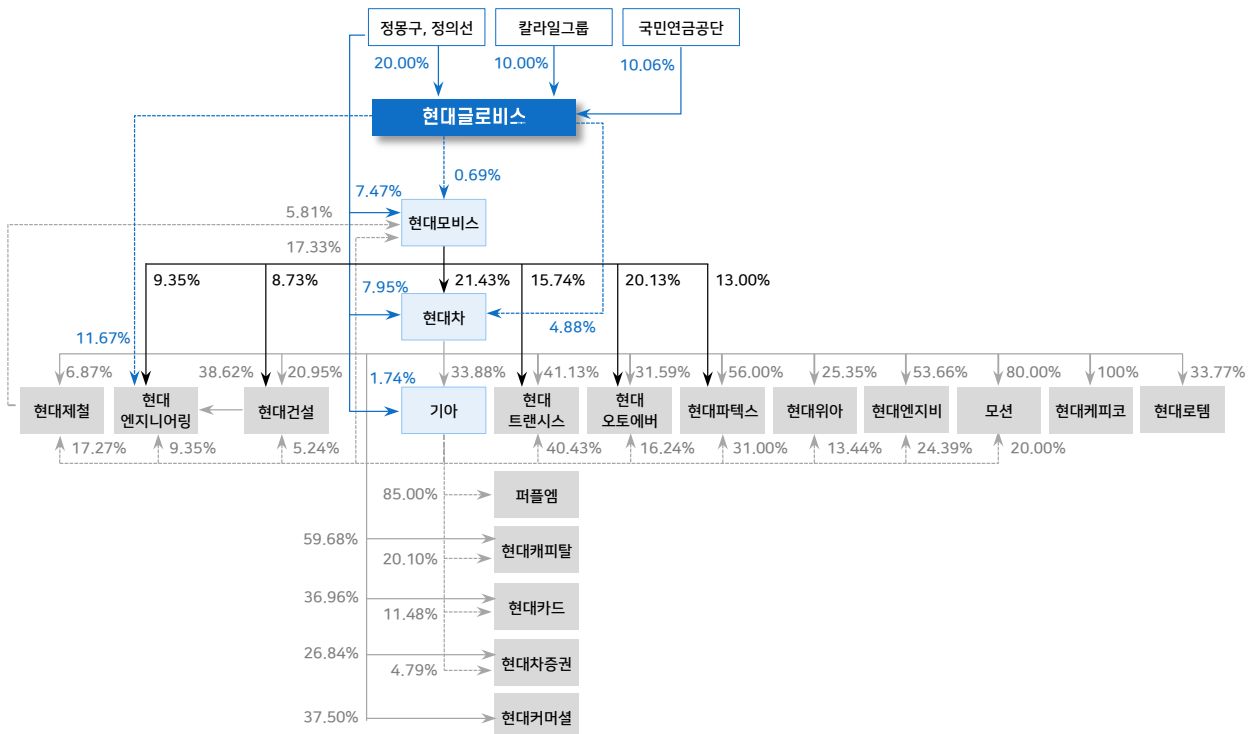 정몽구, 정의선
칼라일그룹
국민연금공단
20.00%
10.00%
10.06%
현대글로비스
0.69%
7.47%
5.81%
현대모비스
17.33%
9.35%
8.73%
21.43%
15.74%
20.13%
13.00%
7.95%
현대차
4.88%
11.67%
6.87%
38.62%
20.95%
1.74%
33.88%
41.13%
31.59%
56.00%
25.35%
53.66%
80.00%
100%
33.77%
현대제철
현대
엔지니어링
현대건설
기아
현대
트랜시스
현대
오토에버
현대파텍스
현대위아
현대엔지비
모션
현대케피코
현대로템
17.27%
9.35%
5.24%
40.43%
16.24%
31.00%
13.44%
24.39%
20.00%
85.00%
퍼플엠
59.68%
현대캐피탈
20.10%
36.96%
현대카드
11.48%
26.84%
현대차증권
4.79%
37.50%
현대커머셜